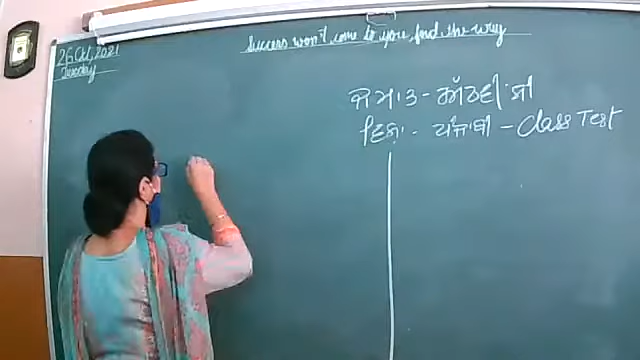 26 Oct, 2021
Tuesday
Success won't come to you, find the way
ਜਮਾਤ - ਅੱਠਵੀਂ ਸੀ
ਵਿਸ਼ਾ - ਪੰਜਾਬੀ - Class Test